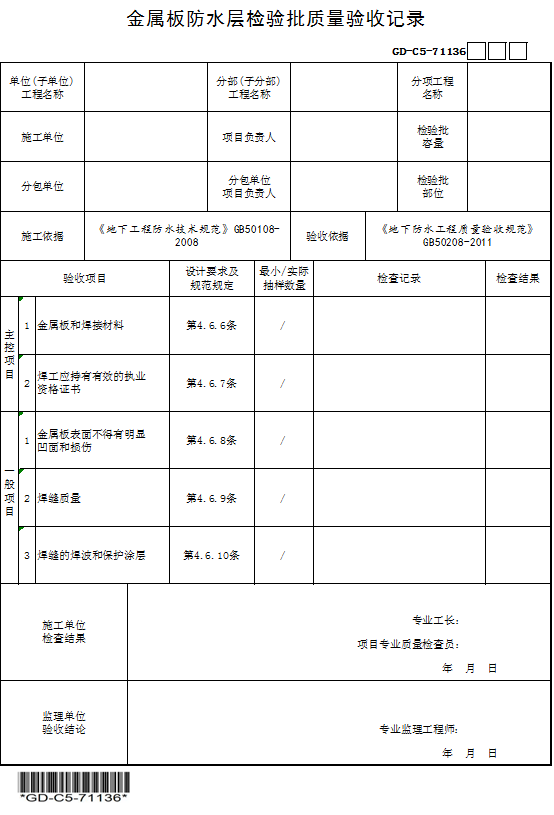 金属板防水层检验批质量验收记录
GD-C5-71136
单位(子单位)
工程名称
分部(子分部)
工程名称
分项工程
名称
施工单位
项目负责人
检验批
容量
分包单位
分包单位
项目负责人
检验批
部位
施工依据
《地下工程防水技术规范》GB50108-
2008
验收依据
《地下防水工程质量验收规范》
GB50208-2011
验收项目
设计要求及
规范规定
最小/实际
抽样数量
检查记录
检查结果
主控项目
1 金属板和焊接材料 第4.6.6条 /
2 焊工应持有有效的执业
资格证书 第4.6.7条 /
一般项目
1 金属板表面不得有明显
凹面和损伤 第4.6.8条 /
2 焊缝质量 第4.6.9条 /
3 焊缝的焊波和保护涂层 第4.6.10条 /
施工单位
检查结果
专业工长:
项目专业质量检查员:
年 月 日
监理单位
验收结论
专业监理工程师:
年 月 日
*GD-C5-71136*